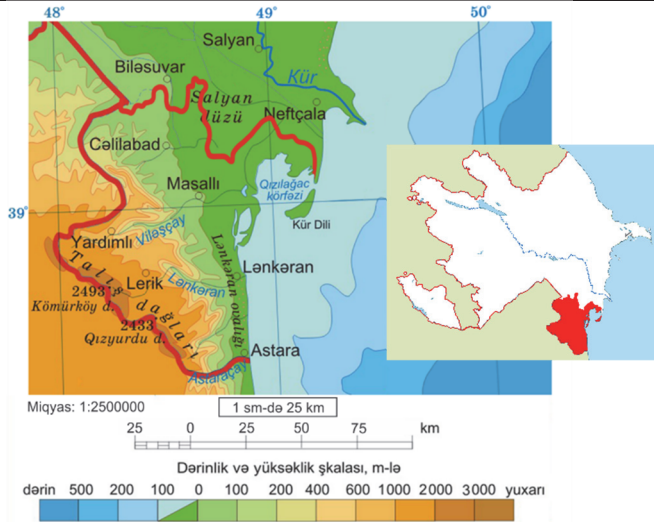 48°
49°
50°
Salyan
Biləsuvar
Kür
Salyan
düzü
Neftçala
Cəlilabad
Masallı
Qızılağac
körfəzi
39°
Kür Dili
Yardımlı
Viləşçay
Lənkəran ovalığı
Lənkəran
Talış dağları
Lerik
Lənkəran
2493
Kömürköy d.
2433
Qızyurdu d.
Astara
Astaraçay
Miqyas: 1:2500000
1 sm-də 25 km
25 0 25 50 75 km
Dərinlik və yüksəklik şkalası, m-lə
dərin 500 200 100 0 100 200 400 600 1000 2000 3000 yuxarı